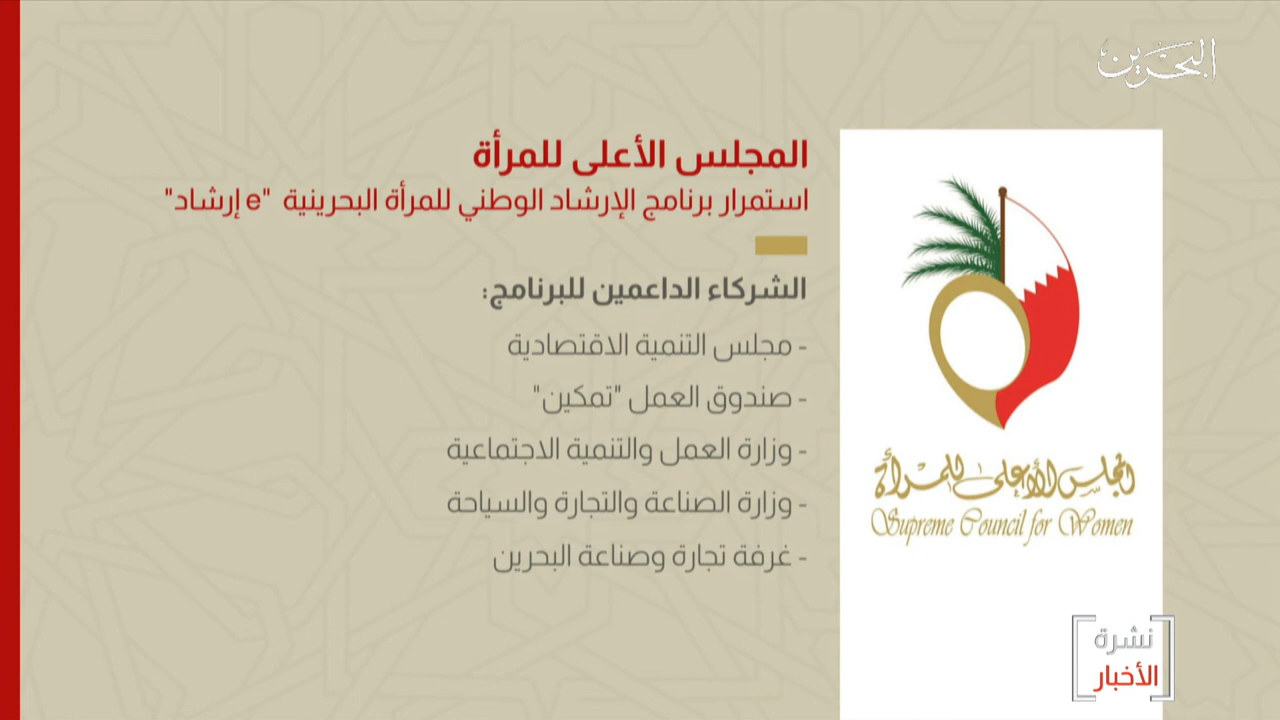 البحرين
المجلس الأعلى للمرأة
استمرار برنامج الإرشاد الوطني للمرأة البحرينية "e إرشاد"
الشركاء الداعمين للبرنامج:
- مجلس التنمية الاقتصادية
- صندوق العمل "تمكين"
- وزارة العمل والتنمية الاجتماعية
- وزارة الصناعة والتجارة والسياحة
- غرفة تجارة وصناعة البحرين
المجلس الأعلى للمرأة
Supreme Council for Women
نشرة
الأخبار